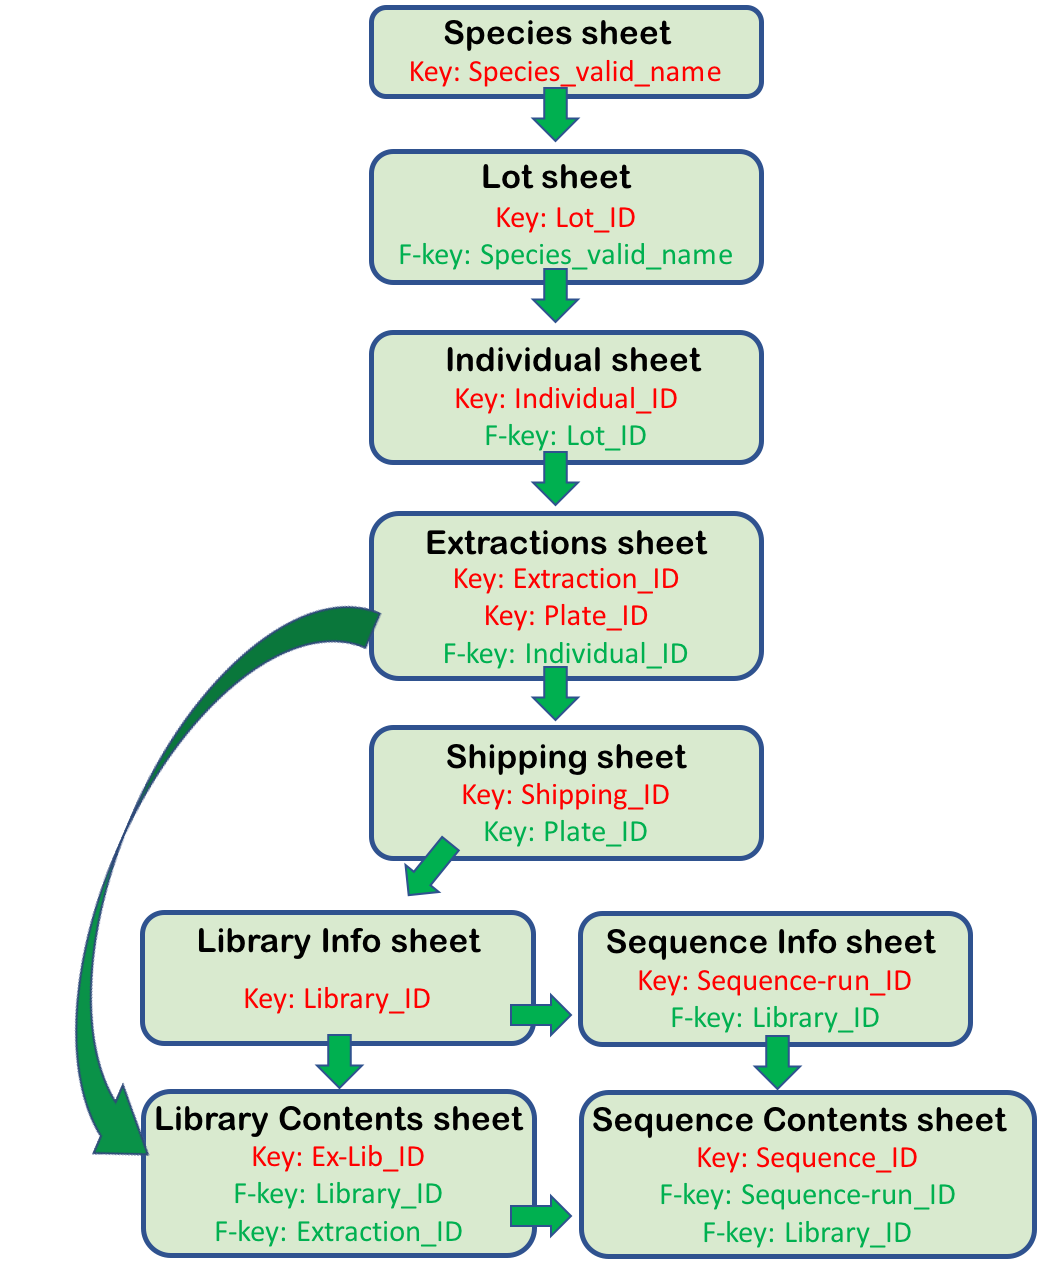 Species sheet
Key: Species_valid_name
Lot sheet
Key: Lot_ID
F-key: Species_valid_name
Individual sheet
Key: Individual_ID
F-key: Lot_ID
Extractions sheet
Key: Extraction_ID
Key: Plate_ID
F-key: Individual_ID
Shipping sheet
Key: Shipping_ID
Key: Plate_ID
Library Info sheet
Key: Library_ID
Sequence Info sheet
Key: Sequence-run_ID
F-key: Library_ID
Library Contents sheet
Key: Ex-Lib_ID
F-key: Library_ID
F-key: Extraction_ID
Sequence Contents sheet
Key: Sequence_ID
F-key: Sequence-run_ID
F-key: Library_ID